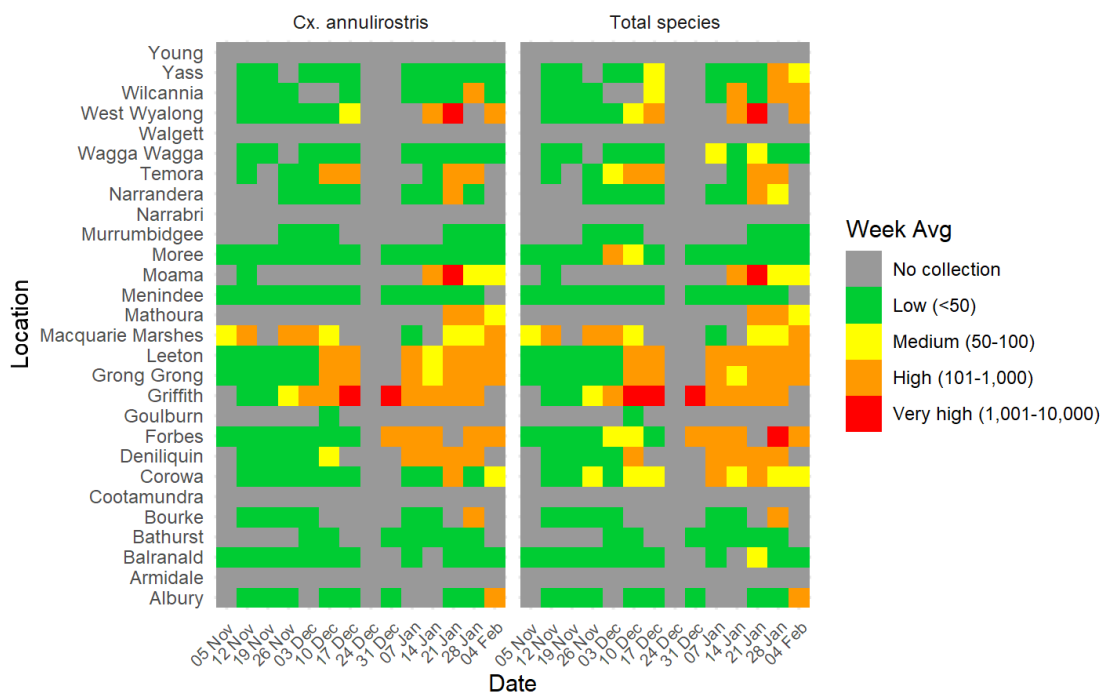 Cx. annulirostris
Total species
Location
Young
Yass
Wilcannia
West Wyalong
Walgett
Wagga Wagga
Temora
Narrandera
Narrabri
Murrumbidgee
Moree
Moama
Menindee
Mathoura
Macquarie Marshes
Leeton
Grong Grong
Griffith
Goulburn
Forbes
Deniliquin
Corowa
Cootamundra
Bourke
Bathurst
Balranald
Armidale
Albury
05 Nov
12 Nov
19 Nov
26 Nov
03 Dec
10 Dec
17 Dec
24 Dec
31 Dec
07 Jan
14 Jan
21 Jan
28 Jan
04 Feb
05 Nov
12 Nov
19 Nov
26 Nov
03 Dec
10 Dec
17 Dec
24 Dec
31 Dec
07 Jan
14 Jan
21 Jan
28 Jan
04 Feb
Date
Week Avg
No collection
Low (<50)
Medium (50-100)
High (101-1,000)
Very high (1,001-10,000)